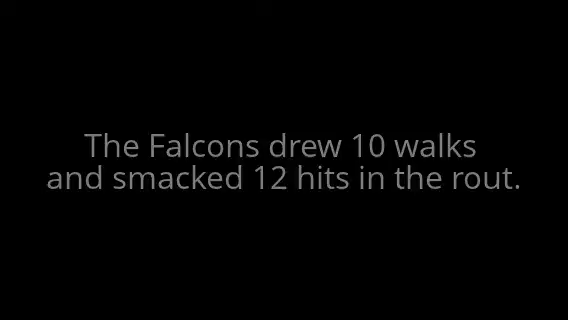 The Falcons drew 10 walks
and smacked 12 hits in the rout.